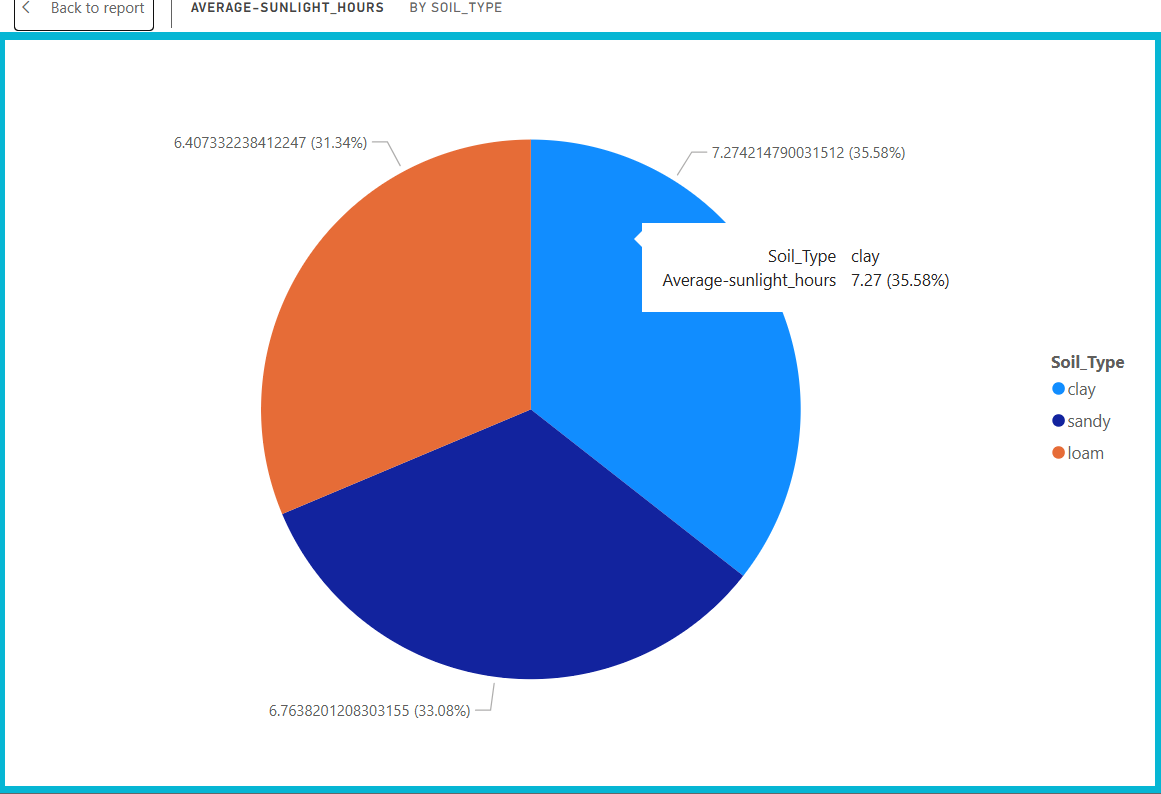 Back to report
AVERAGE-SUNLIGHT_HOURS BY SOIL_TYPE
6.407332238412247 (31.34%)
7.274214790031512 (35.58%)
Soil_Type clay
Average-sunlight_hours 7.27 (35.58%)
Soil_Type
clay
sandy
loam
6.7638201208303155 (33.08%)